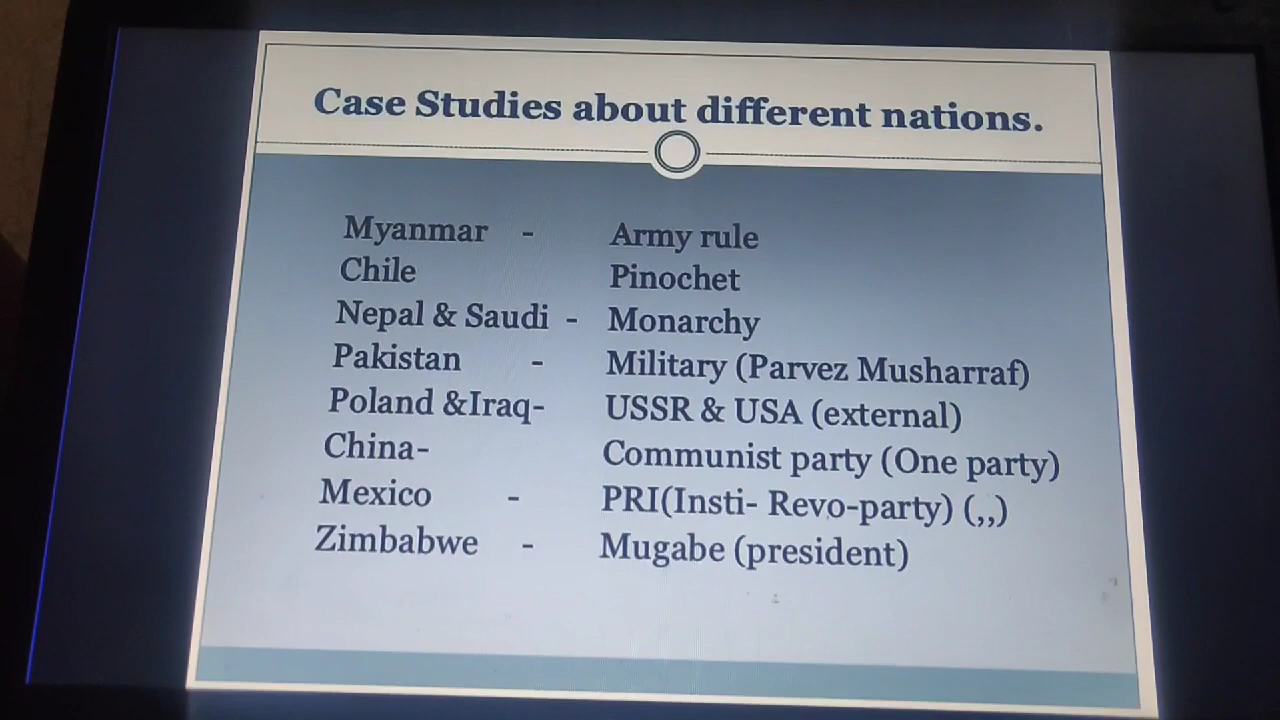 Case Studies about different nations.
Myanmar - Army rule
Chile Pinochet
Nepal & Saudi - Monarchy
Pakistan - Military (Parvez Musharraf)
Poland &Iraq- USSR & USA (external)
China- Communist party (One party)
Mexico - PRI(Insti- Revo-party) (,,)
Zimbabwe - Mugabe (president)